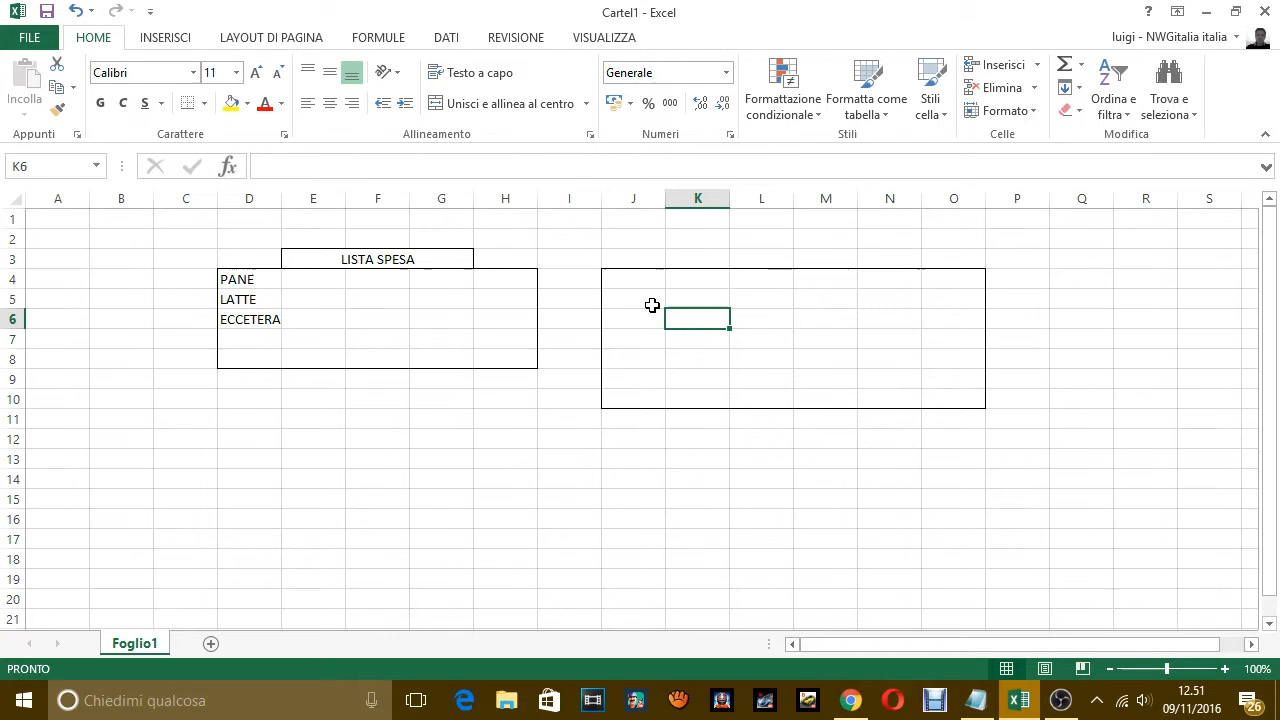 Cartel1 - Excel
FILE HOME INSERISCI LAYOUT DI PAGINA FORMULE DATI REVISIONE VISUALIZZA luigi - NWGitalia italia
Incolla
Appunti
Calibri 11
G C S
Carattere
Testo a capo
Unisci e allinea al centro
Allineamento
Generale
% 000
Numeri
Formattazione condizionale
Formatta come tabella
Stili cella
Stili
Inserisci
Elimina
Formato
Celle
Ordina e filtra
Trova e seleziona
Modifica
K6 fx
A B C D E F G H I J K L M N O P Q R S
1
2
3 LISTA SPESA
4 PANE
5 LATTE
6 ECCETERA
7
8
9
10
11
12
13
14
15
16
17
18
19
20
21
Foglio1
PRONTO 100%
Chiedimi qualcosa 12.51
09/11/2016 26